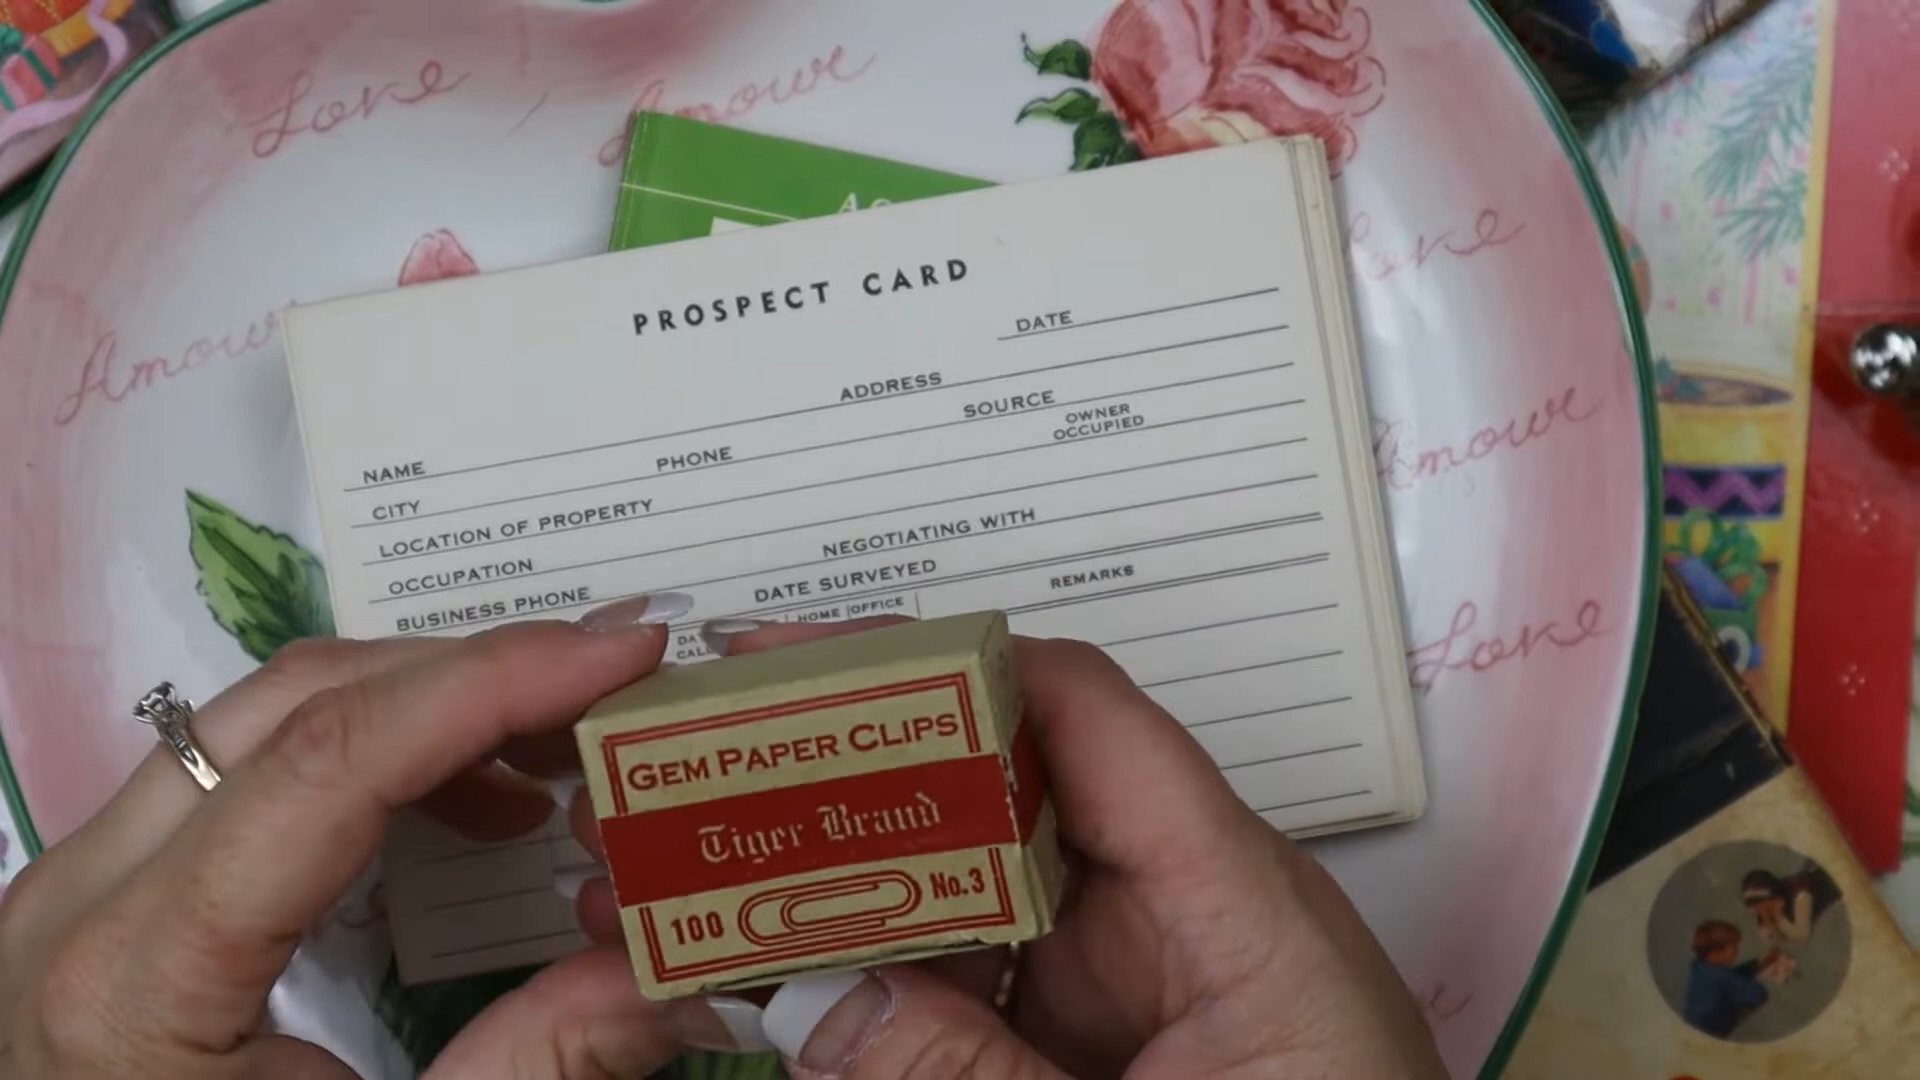 Love
Amour
Amour
Love
Amour
Love
PROSPECT CARD
DATE
NAME ADDRESS
CITY PHONE SOURCE
LOCATION OF PROPERTY OWNER OCCUPIED
OCCUPATION
BUSINESS PHONE NEGOTIATING WITH
DATE SURVEYED
HOME OFFICE REMARKS
GEM PAPER CLIPS
Tiger Brand
100 No.3